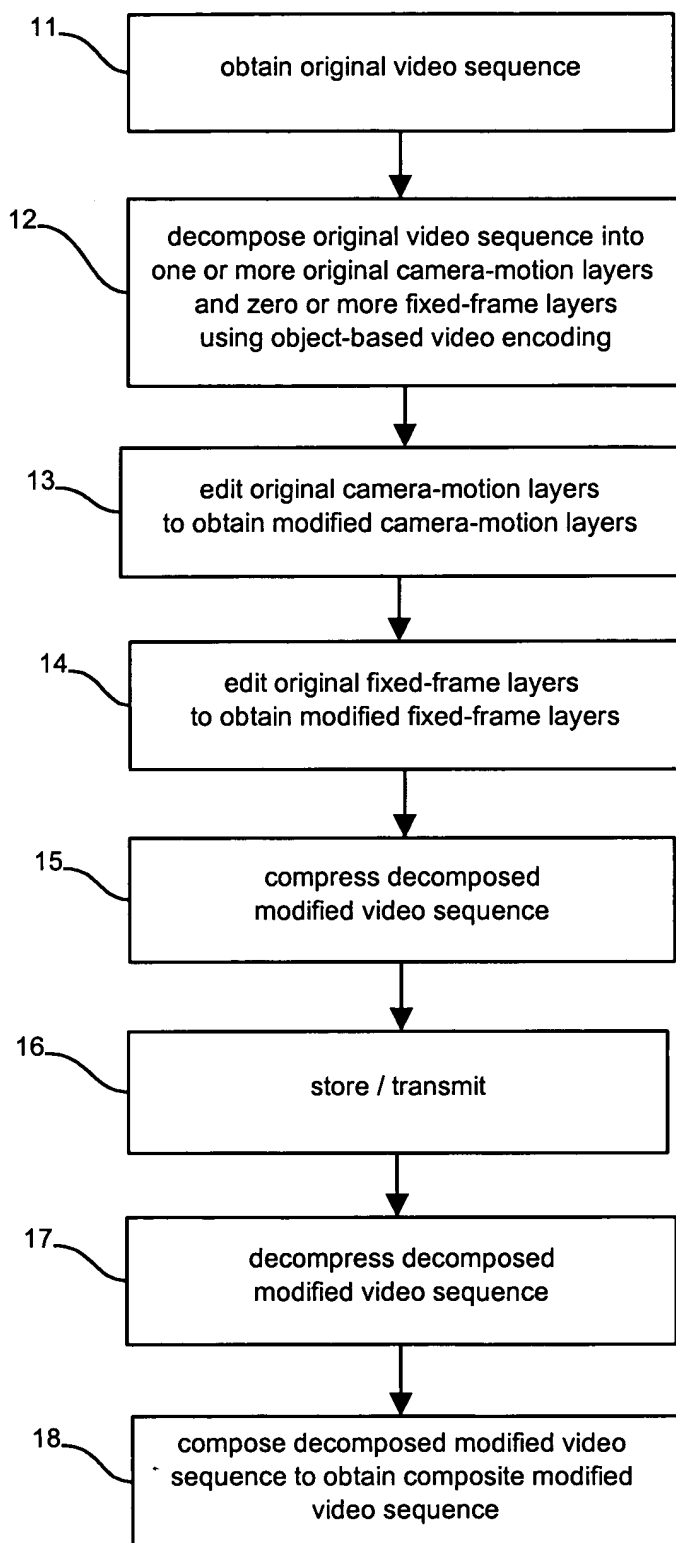 11
obtain original video sequence
12
decompose original video sequence into
one or more original camera-motion layers
and zero or more fixed-frame layers
using object-based video encoding
13
edit original camera-motion layers
to obtain modified camera-motion layers
14
edit original fixed-frame layers
to obtain modified fixed-frame layers
15
compress decomposed
modified video sequence
16
store / transmit
17
decompress decomposed
modified video sequence
18
compose decomposed modified video
sequence to obtain composite modified
video sequence